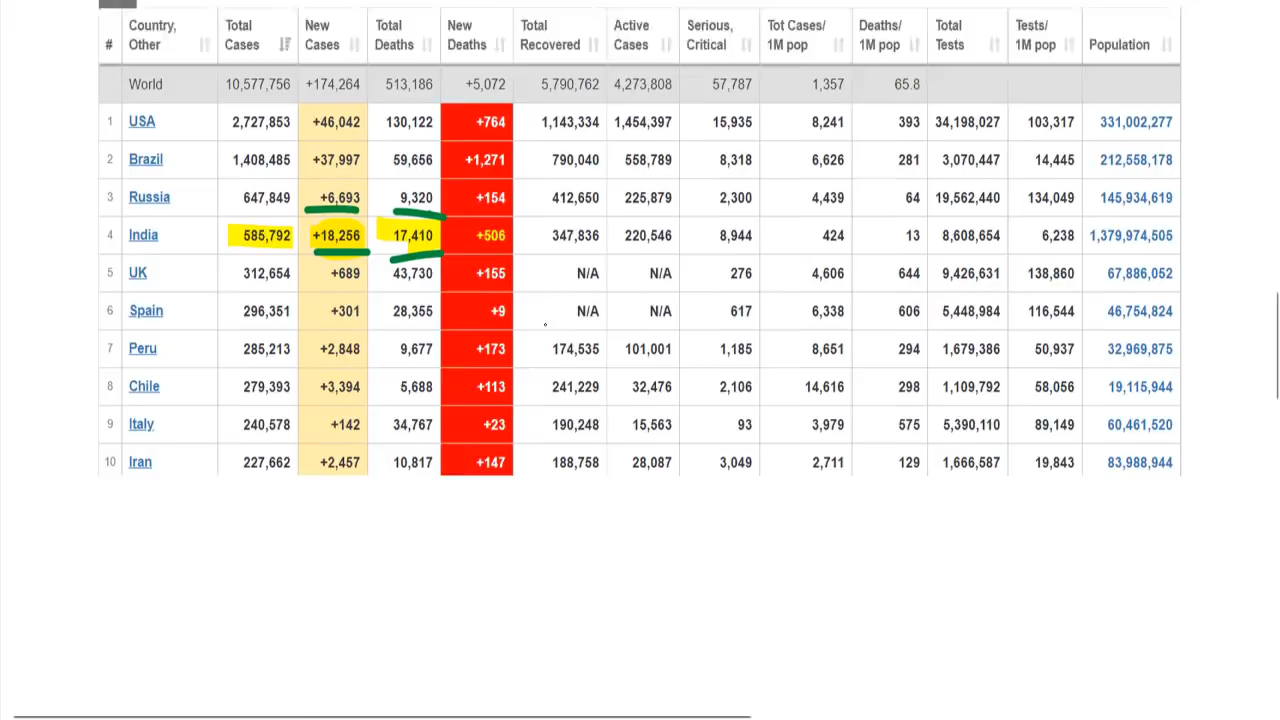 # Country, Other Total Cases New Cases Total Deaths New Deaths Total Recovered Active Cases Serious, Critical Tot Cases/ 1M pop Deaths/ 1M pop Total Tests Tests/ 1M pop Population
World 10,577,756 +174,264 513,186 +5,072 5,790,762 4,273,808 57,787 1,357 65.8
1 USA 2,727,853 +46,042 130,122 +764 1,143,334 1,454,397 15,935 8,241 393 34,198,027 103,317 331,002,277
2 Brazil 1,408,485 +37,997 59,656 +1,271 790,040 558,789 8,318 6,626 281 3,070,447 14,445 212,558,178
3 Russia 647,849 +6,693 9,320 +154 412,650 225,879 2,300 4,439 64 19,562,440 134,049 145,934,619
4 India 585,792 +18,256 17,410 +506 347,836 220,546 8,944 424 13 8,608,654 6,238 1,379,974,505
5 UK 312,654 +689 43,730 +155 N/A N/A 276 4,606 644 9,426,631 138,860 67,886,052
6 Spain 296,351 +301 28,355 +9 N/A N/A 617 6,338 606 5,448,984 116,544 46,754,824
7 Peru 285,213 +2,848 9,677 +173 174,535 101,001 1,185 8,651 294 1,679,386 50,937 32,969,875
8 Chile 279,393 +3,394 5,688 +113 241,229 32,476 2,106 14,616 298 1,109,792 58,056 19,115,944
9 Italy 240,578 +142 34,767 +23 190,248 15,563 93 3,979 575 5,390,110 89,149 60,461,520
10 Iran 227,662 +2,457 10,817 +147 188,758 28,087 3,049 2,711 129 1,666,587 19,843 83,988,944